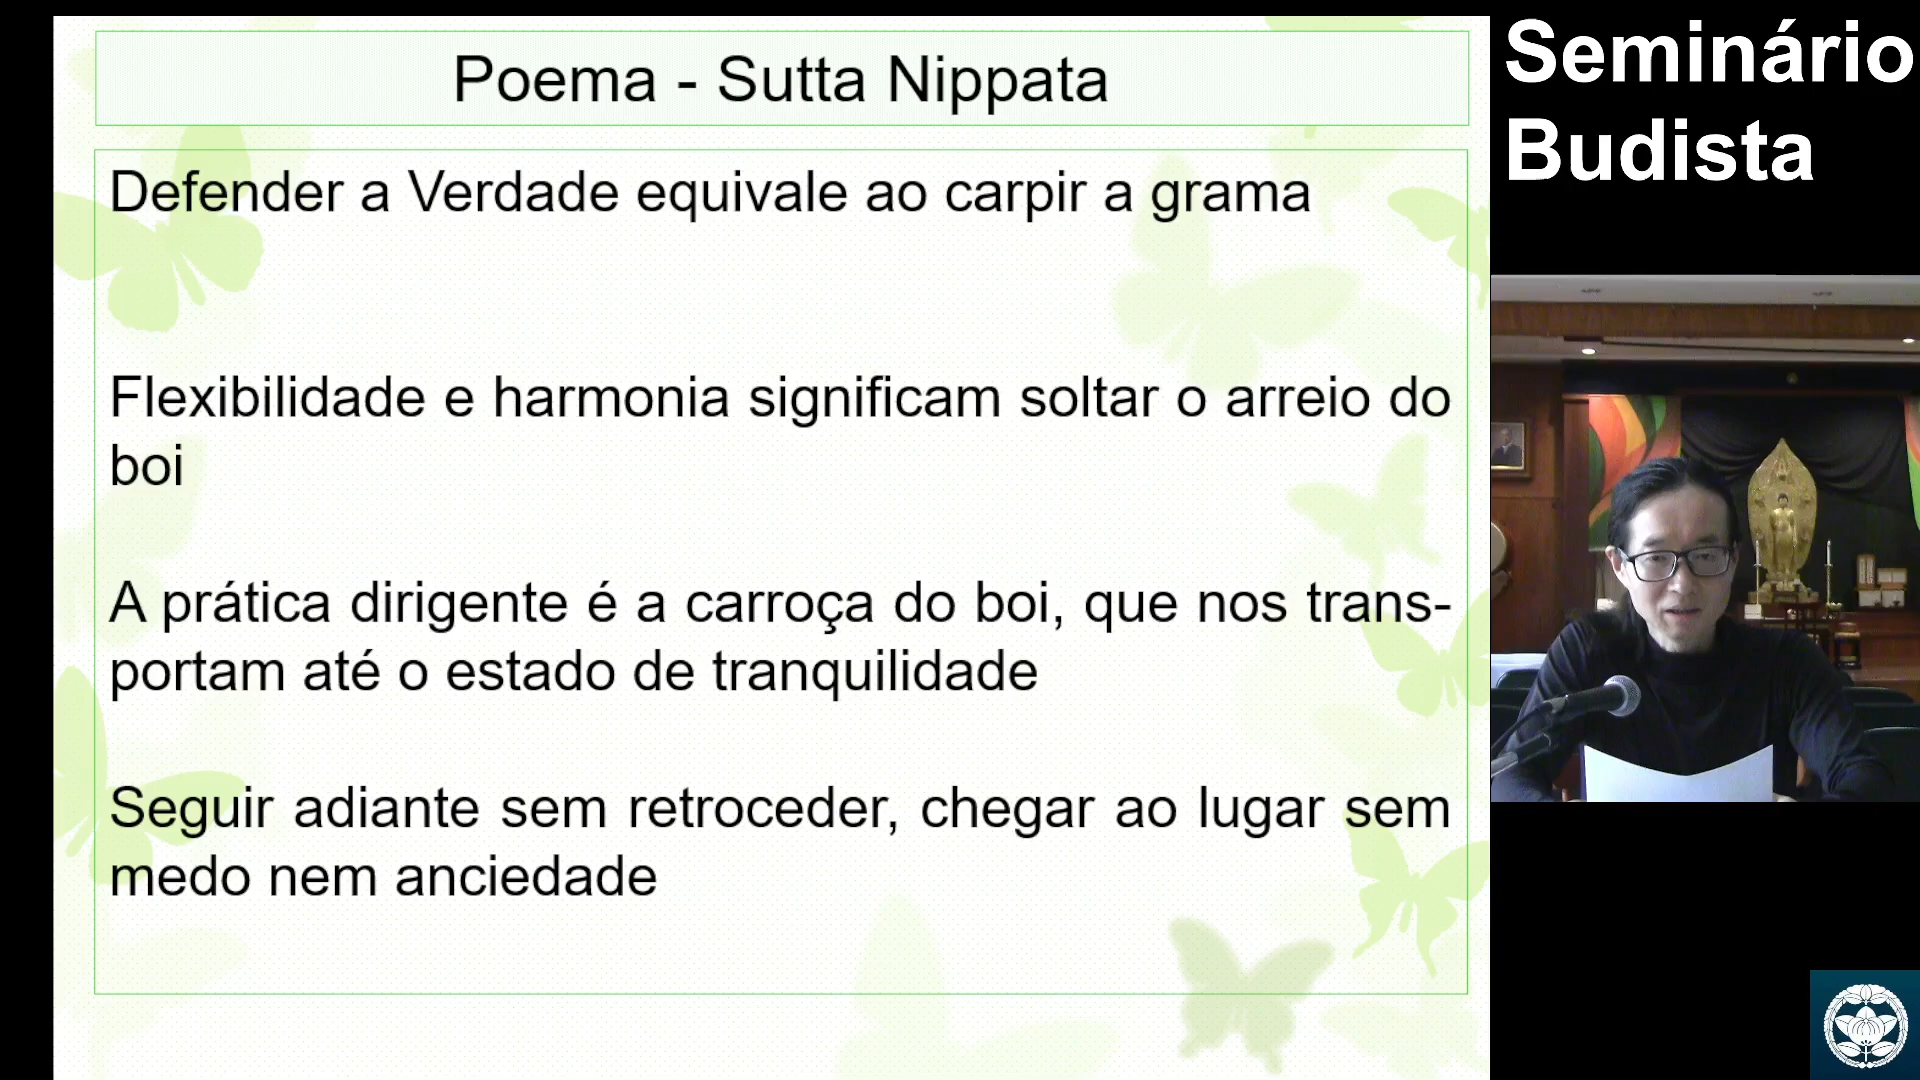 Poema - Sutta Nippata
Defender a Verdade equivale ao carpir a grama
Flexibilidade e harmonia significam soltar o arreio do
boi
A prática dirigente é a carroça do boi, que nos trans-
portam até o estado de tranquilidade
Seguir adiante sem retroceder, chegar ao lugar sem
medo nem anciedade
Seminário
Budista